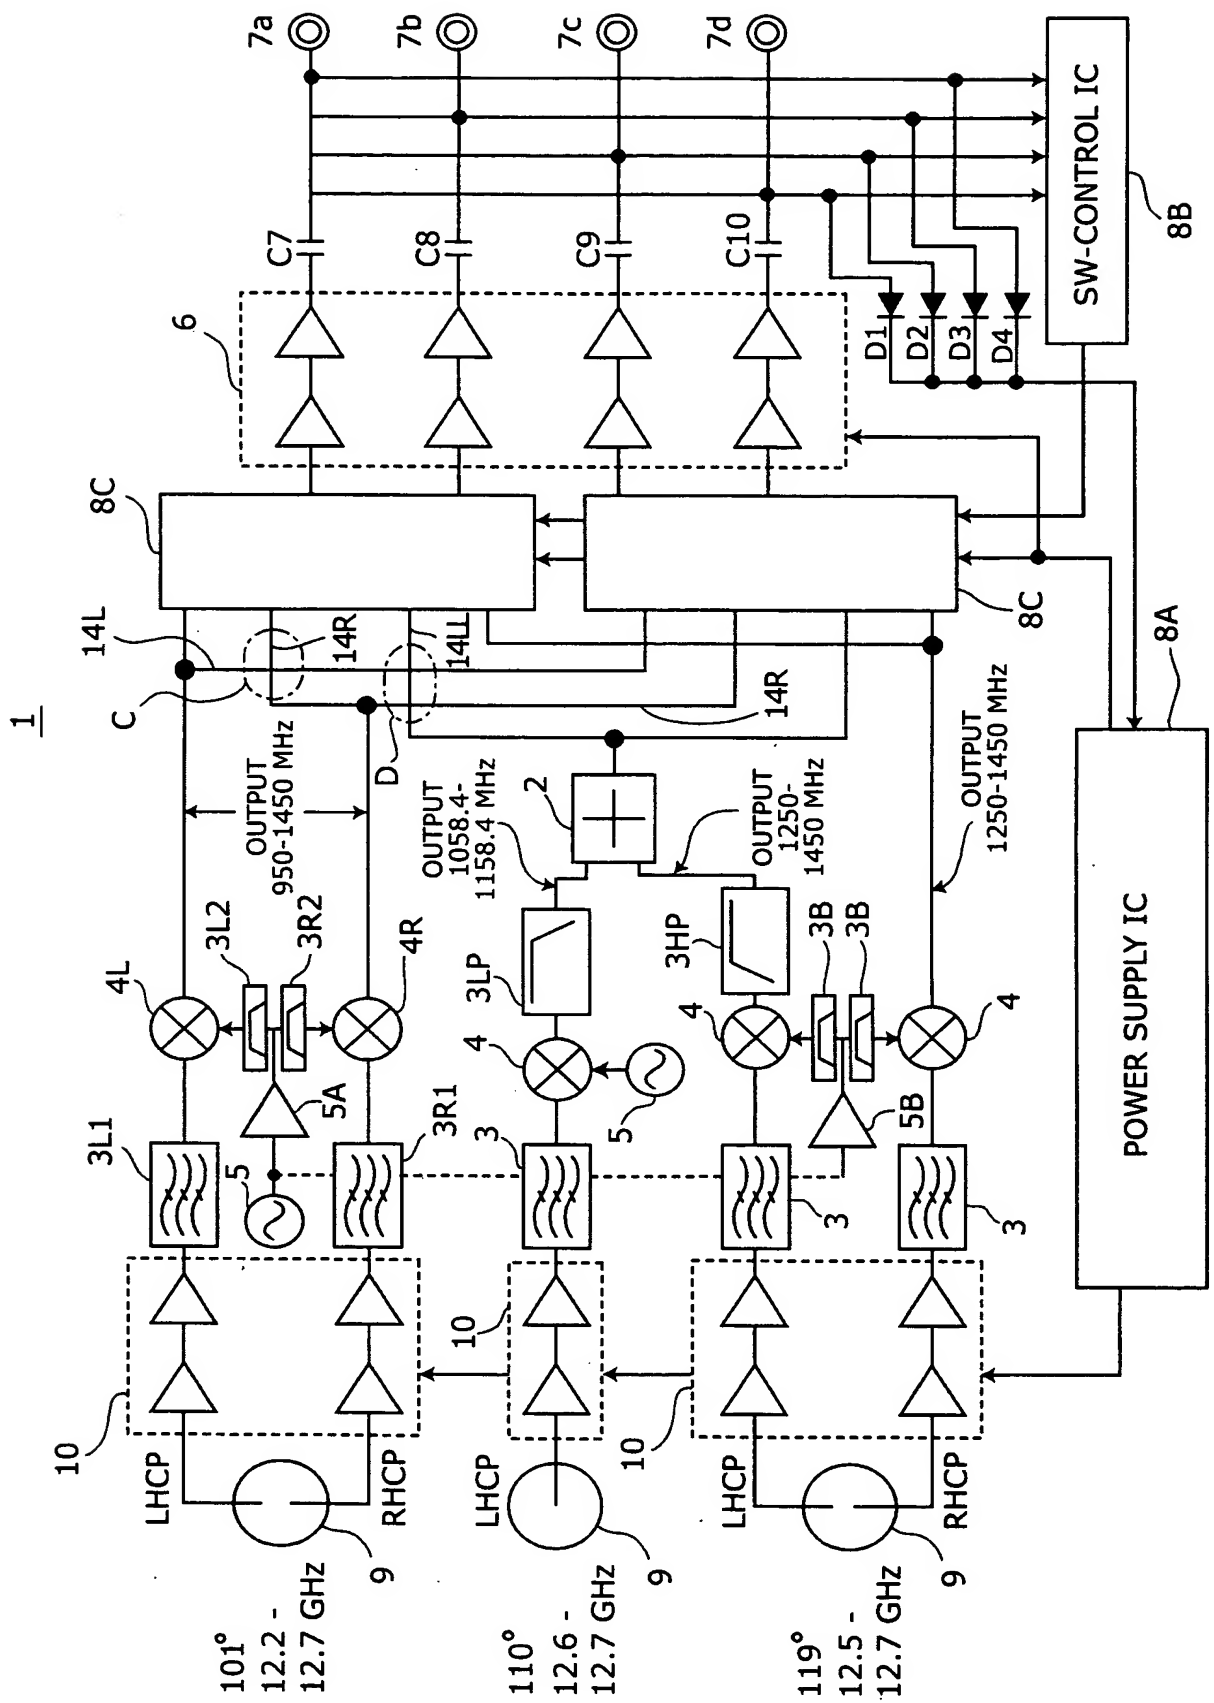 1
101°
12.2 -
12.7 GHz
9
LHCP
RHCP
10
3L1
5
3R1
5A
4L
3L2
3R2
4R
OUTPUT
950-1450 MHz
C
14L
14R
D
14LL
14R
8C
8C
6
C7
C8
C9
C10
7a
7b
7c
7d
110°
12.6 -
12.7 GHz
9
LHCP
10
3
4
5
3LP
OUTPUT
1058.4-
1158.4 MHz
2
OUTPUT
1250-
1450 MHz
119°
12.5 -
12.7 GHz
9
LHCP
RHCP
10
3
3
5B
4
3HP
3B
3B
4
OUTPUT
1250-1450 MHz
D1
D2
D3
D4
SW-CONTROL IC
8B
POWER SUPPLY IC
8A